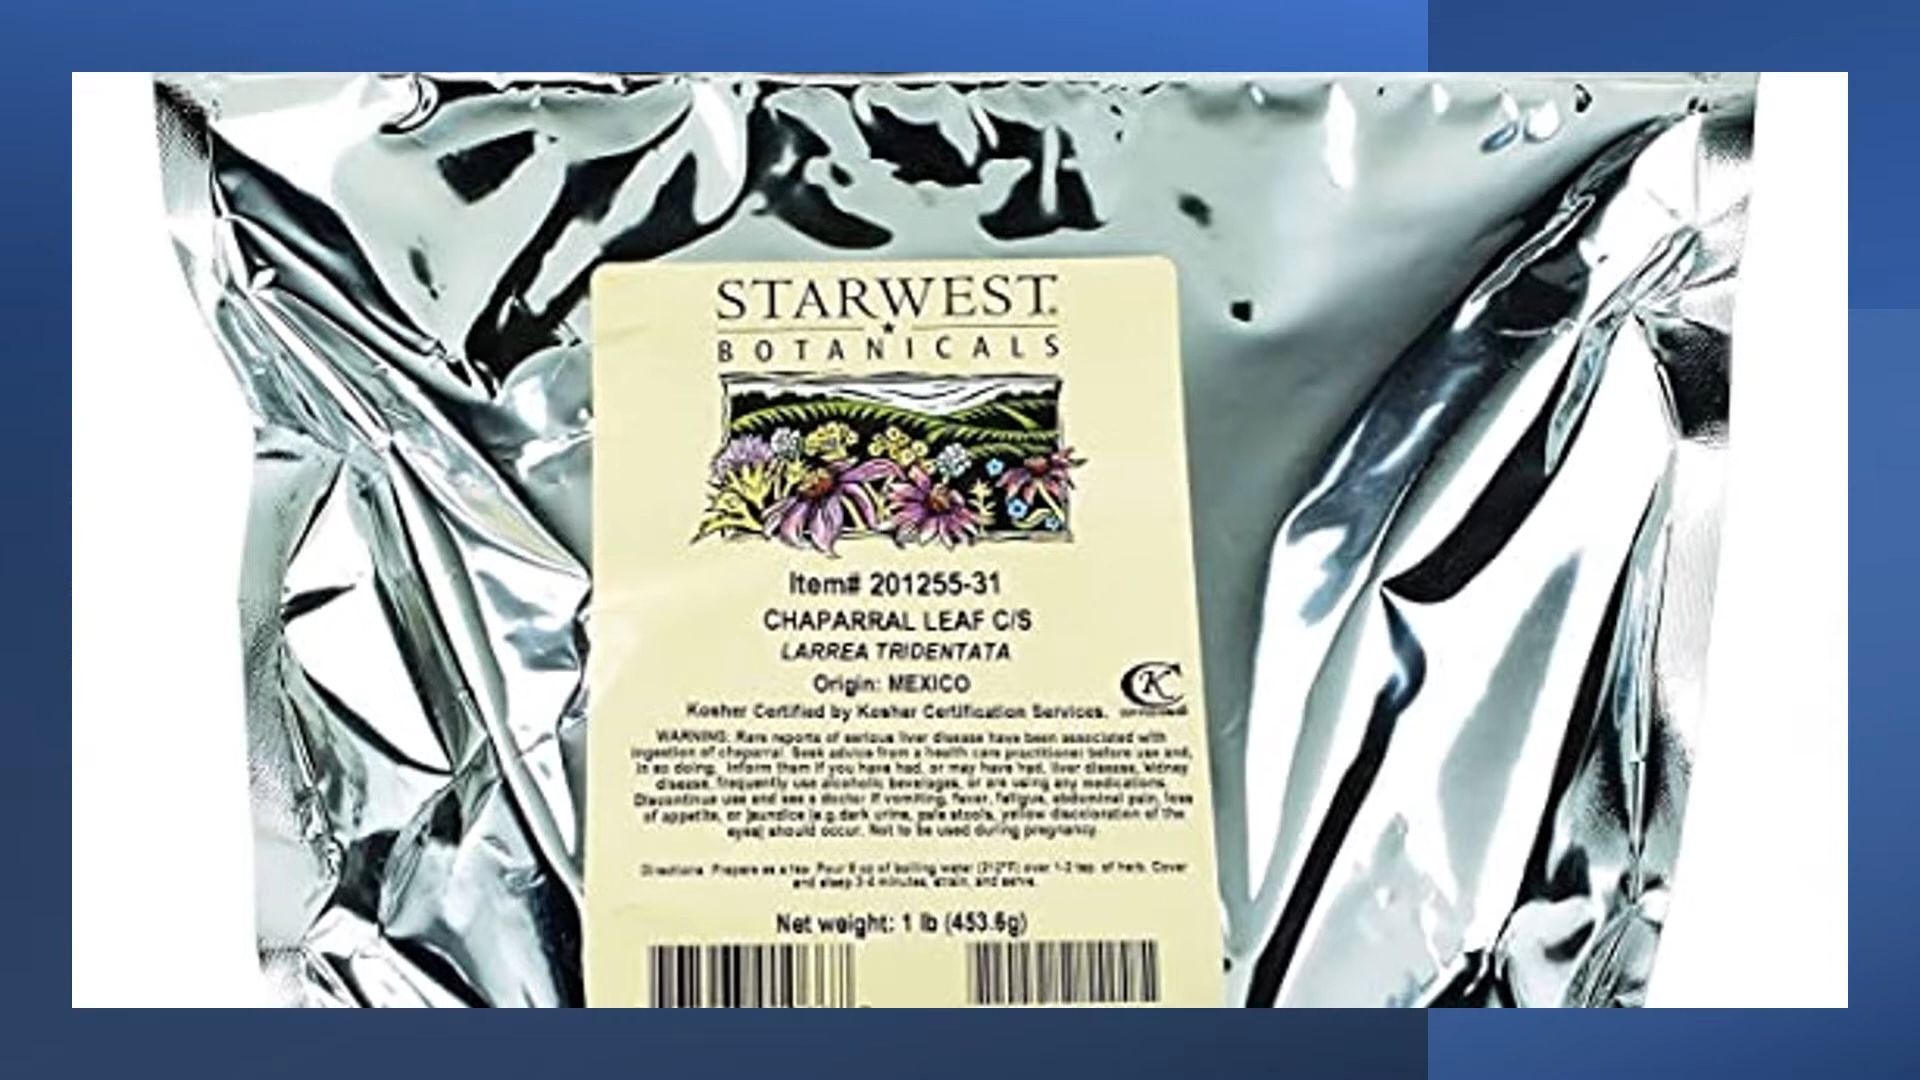 STARWEST
BOTANICALS
Item# 201255-31
CHAPARRAL LEAF C/S
LARREA TRIDENTATA
Origin: MEXICO
CK
Kosher Certified by Kosher Certification Services.
WARNING: Rare reports of serious liver disease have been associated with
ingestion of chaparral. Seek advice from a health care practitioner before use and,
in so doing, inform them if you have had, or may have had, liver disease, kidney
disease, frequently use alcoholic beverages, or are using any medications.
Discontinue use and see a doctor if vomiting, fever, fatigue, abdominal pain, loss
of appetite, or jaundice (e.g.dark urine, pale stools, yellow discoloration of the
eyes) should occur. Not to be used during pregnancy.
Directions: Prepare as a tea: Pour 6 oz of boiling water (212°F) over 1-2 tsp. of herb. Cover
and steep 3-6 minutes, strain, and serve.
Net weight: 1 lb (453.6g)